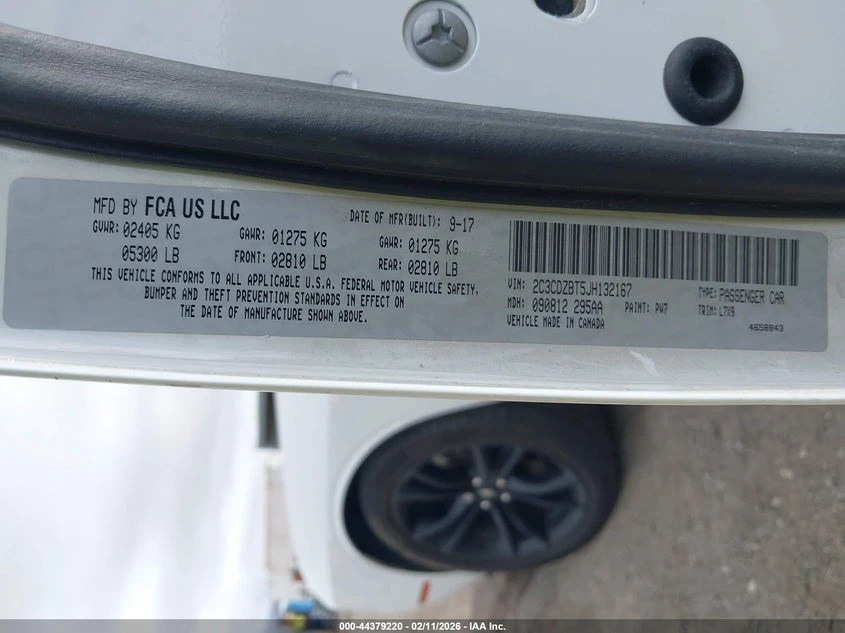 MFD BY FCA US LLC
DATE OF MFR(BUILT): 9-17
GVWR: 02405 KG
GAWR: 01275 KG
GAWR: 01275 KG
05300 LB
FRONT: 02810 LB
REAR: 02810 LB
THIS VEHICLE CONFORMS TO ALL APPLICABLE U.S.A. FEDERAL MOTOR VEHICLE SAFETY,
BUMPER AND THEFT PREVENTION STANDARDS IN EFFECT ON
THE DATE OF MANUFACTURE SHOWN ABOVE.
VIN: 2C3CDZBT5JH132167
TYPE: PASSENGER CAR
MDH: 090812 295AA
PAINT: PW7
TRIM: L7X9
VEHICLE MADE IN CANADA
4658843
000-44379220 - 02/11/2026 - IAA Inc.